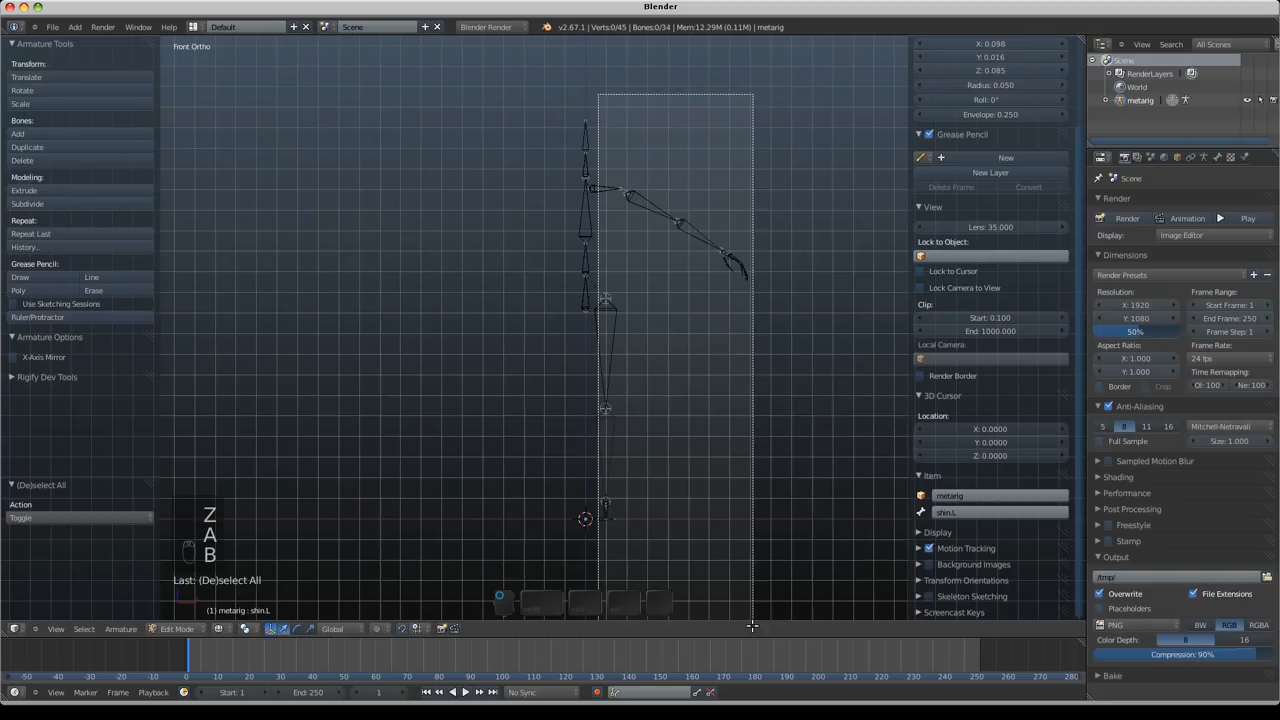 Blender
File Add Render Window Help
Default
Scene
Blender Render
v2.67.1 | Verts:0/45 | Bones:0/34 | Mem:12.29M (0.11M) | metarig
Armature Tools
Transform:
Translate
Rotate
Scale
Bones:
Add
Duplicate
Delete
Modeling:
Extrude
Subdivide
Repeat:
Repeat Last
History...
Grease Pencil:
Draw Line
Poly Erase
Use Sketching Sessions
Ruler/Protractor
Armature Options
X-Axis Mirror
Rigify Dev Tools
(De)select All
Action
Toggle
Front Ortho
Z
A
B
Last: (De)select All
(1) metarig : shin.L
X: 0.098
Y: 0.016
Z: 0.085
Radius: 0.050
Roll: 0°
Envelope: 0.250
Grease Pencil
New
New Layer
Delete Frame Convert
View
Lens: 35.000
Lock to Object:
Lock to Cursor
Lock Camera to View
Clip:
Start: 0.100
End: 1000.000
Local Camera:
Render Border
3D Cursor
Location:
X: 0.0000
Y: 0.0000
Z: 0.0000
Item
metarig
shin.L
Display
Motion Tracking
Background Images
Transform Orientations
Skeleton Sketching
Screencast Keys
View Search All Scenes
Scene
RenderLayers
World
metarig
Scene
Render
Render Animation Play
Display: Image Editor
Dimensions
Render Presets
Resolution: Frame Range:
X: 1920 Start Frame: 1
Y: 1080 End Frame: 250
50% Frame Step: 1
Aspect Ratio: Frame Rate:
X: 1.000 24 fps
Y: 1.000 Time Remapping:
Border Crop Ol: 100 Ne: 100
Anti-Aliasing
5 8 11 16 Mitchell-Netravali
Full Sample Size: 1.000
Sampled Motion Blur
Shading
Performance
Post Processing
Freestyle
Stamp
Output
/tmp/
Overwrite File Extensions
Placeholders
PNG BW RGB RGBA
Color Depth: 8 16
Compression: 90%
Bake
View Select Armature Edit Mode Global
-50 -40 -30 -20 -10 0 10 20 30 40 50 60 70 80 90 100 110 120 130 140 150 160 170 180 190 200 210 220 230 240 250 260 270 280
View Marker Frame Playback Start: 1 End: 250 1 No Sync